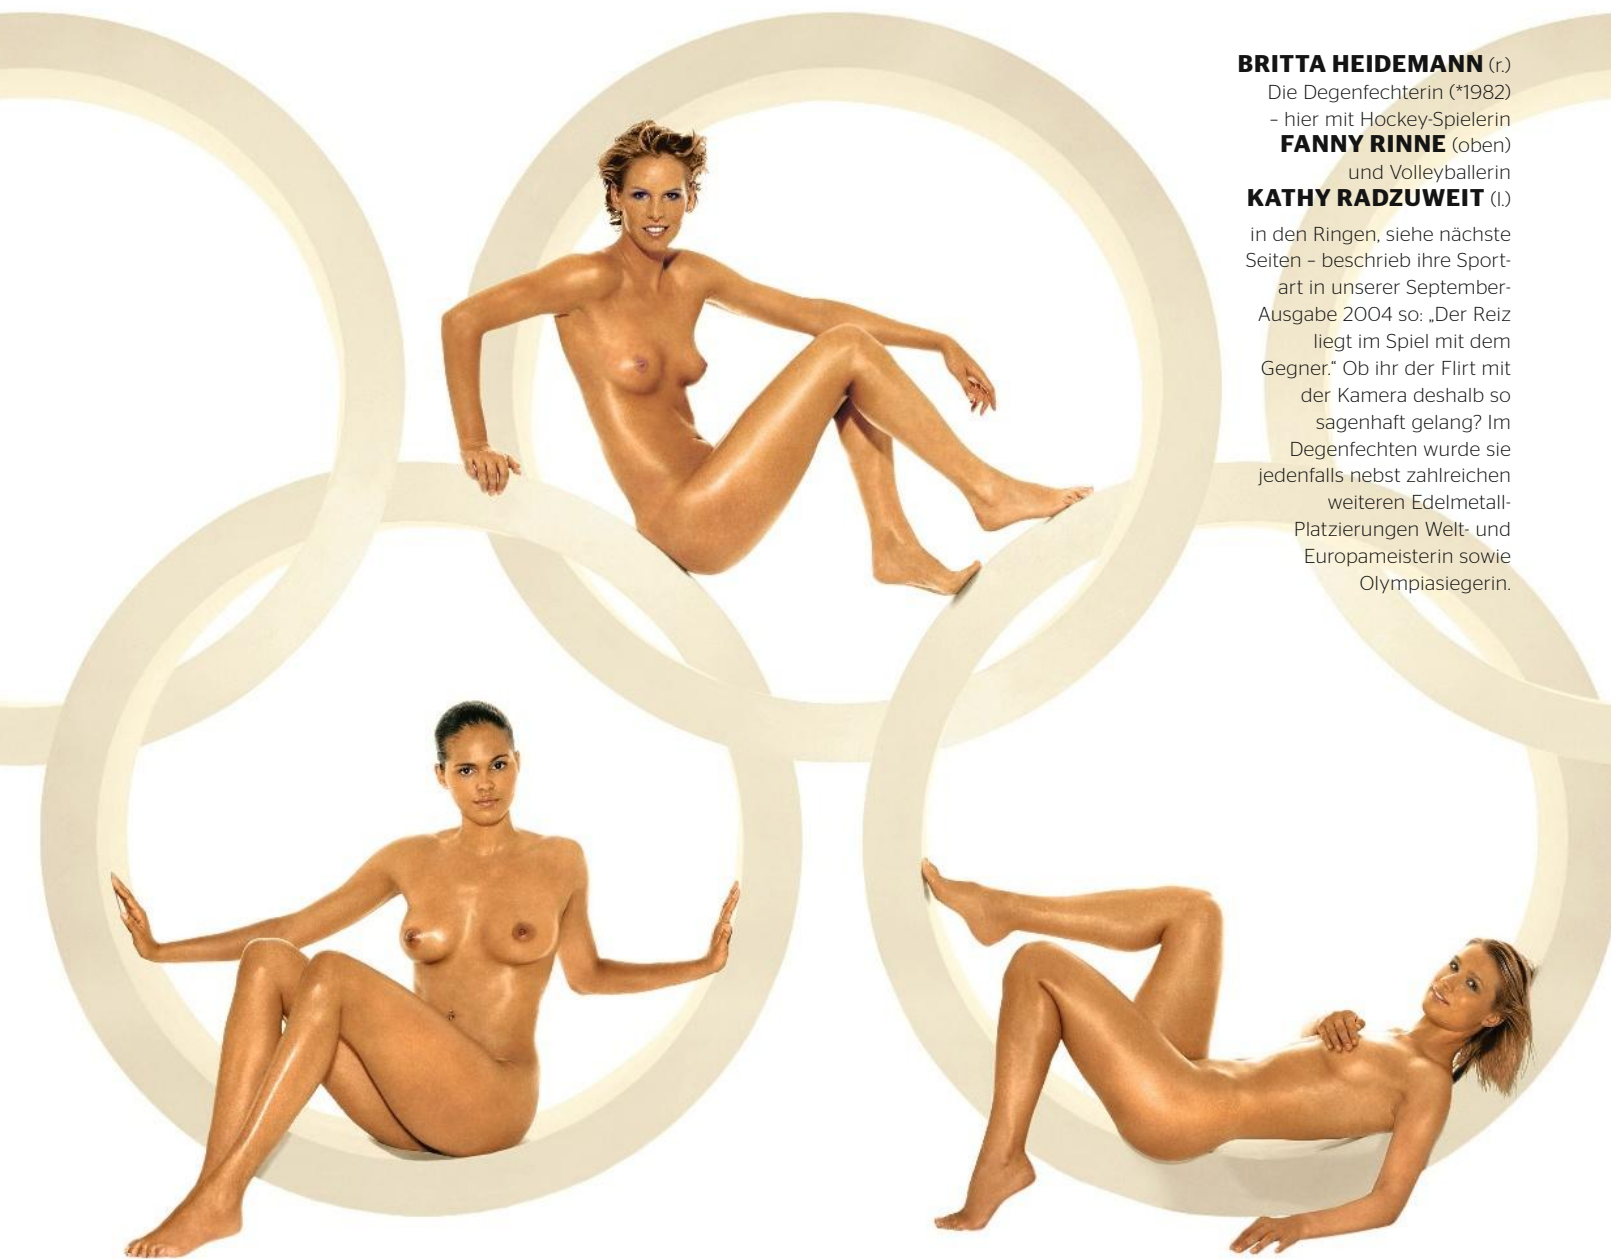 BRITTA HEIDEMANN (r.)
Die Degenfechterin (*1982)
– hier mit Hockey-Spielerin
FANNY RINNE (oben)
und Volleyballerin
KATHY RADZUWEIT (l.)
in den Ringen, siehe nächste
Seiten – beschrieb ihre Sport-
art in unserer September-
Ausgabe 2004 so: „Der Reiz
liegt im Spiel mit dem
Gegner.“ Ob ihr der Flirt mit
der Kamera deshalb so
sagenhaft gelang? Im
Degenfechten wurde sie
jedenfalls nebst zahlreichen
weiteren Edelmetall-
Platzierungen Welt- und
Europameisterin sowie
Olympiasiegerin.